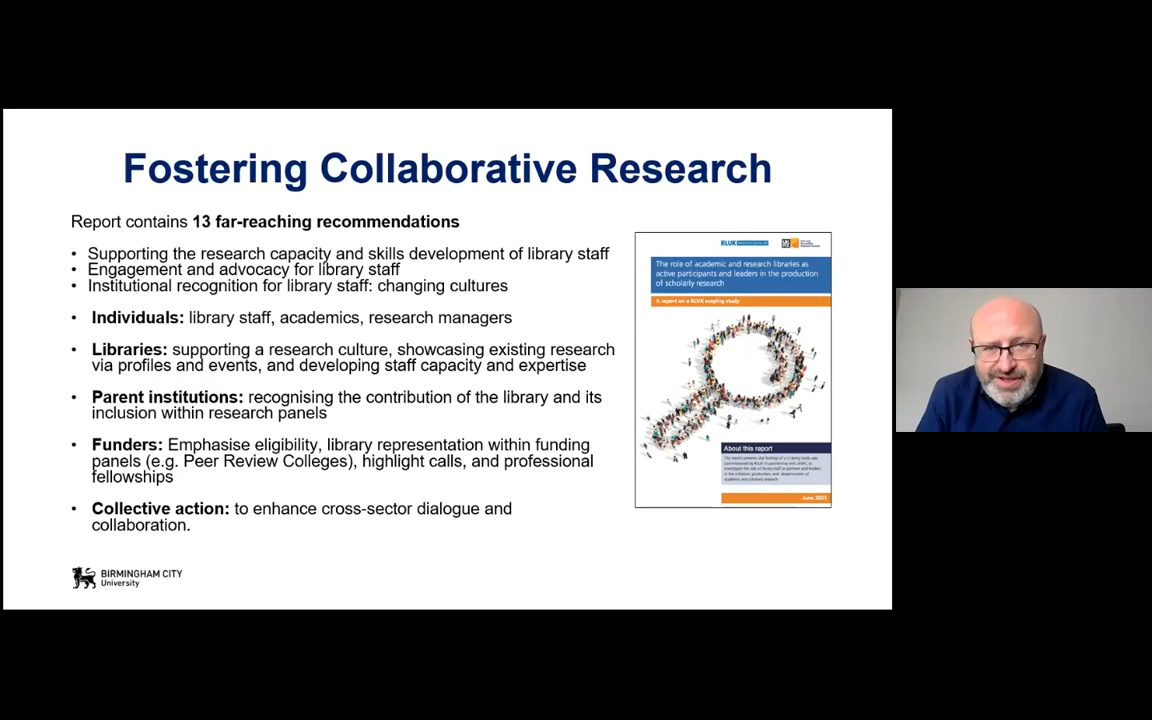 Fostering Collaborative Research
Report contains 13 far-reaching recommendations
• Supporting the research capacity and skills development of library staff
• Engagement and advocacy for library staff
• Institutional recognition for library staff: changing cultures
• Individuals: library staff, academics, research managers
• Libraries: supporting a research culture, showcasing existing research
via profiles and events, and developing staff capacity and expertise
• Parent institutions: recognising the contribution of the library and its
inclusion within research panels
• Funders: Emphasise eligibility, library representation within funding
panels (e.g. Peer Review Colleges), highlight calls, and professional
fellowships
• Collective action: to enhance cross-sector dialogue and
collaboration.
BIRMINGHAM CITY
University
RLUK
The role of academic and research libraries as
active participants and leaders in the production
of scholarly research
A report on a RLUK scoping study
About this report
June 2021